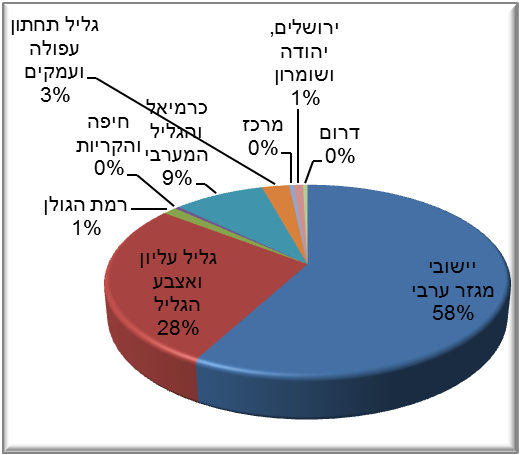 גליל תחתון
עפולה
ועמקים
3%
ירושלים,
יהודה
ושומרון
1%
כרמיאל
והגליל
המערבי
9%
חיפה
והקריות
0%
מרכז
0%
דרום
0%
רמת הגולן
1%
גליל עליון
ואצבע
הגליל
28%
יישובי
מגזר ערבי
58%